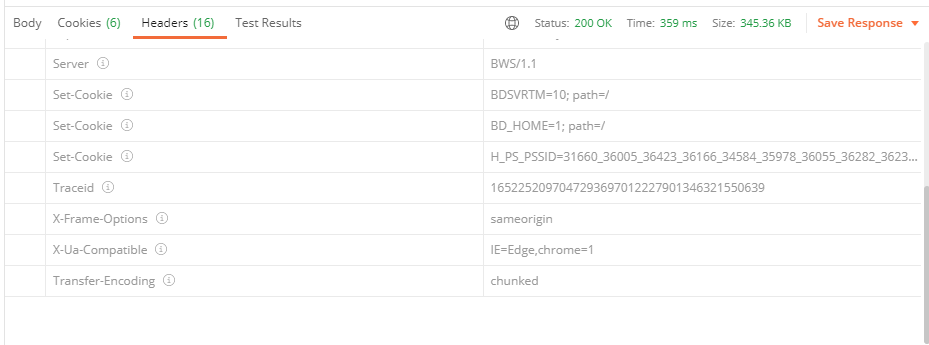 Body Cookies (6) Headers (16) Test Results Status: 200 OK Time: 359 ms Size: 345.36 KB Save Response
Server BWS/1.1
Set-Cookie BDSVRTM=10; path=/
Set-Cookie BD_HOME=1; path=/
Set-Cookie H_PS_PSSID=31660_36005_36423_36166_34584_35978_36055_36282_3623...
Traceid 1652252097047293697012227901346321550639
X-Frame-Options sameorigin
X-Ua-Compatible IE=Edge,chrome=1
Transfer-Encoding chunked